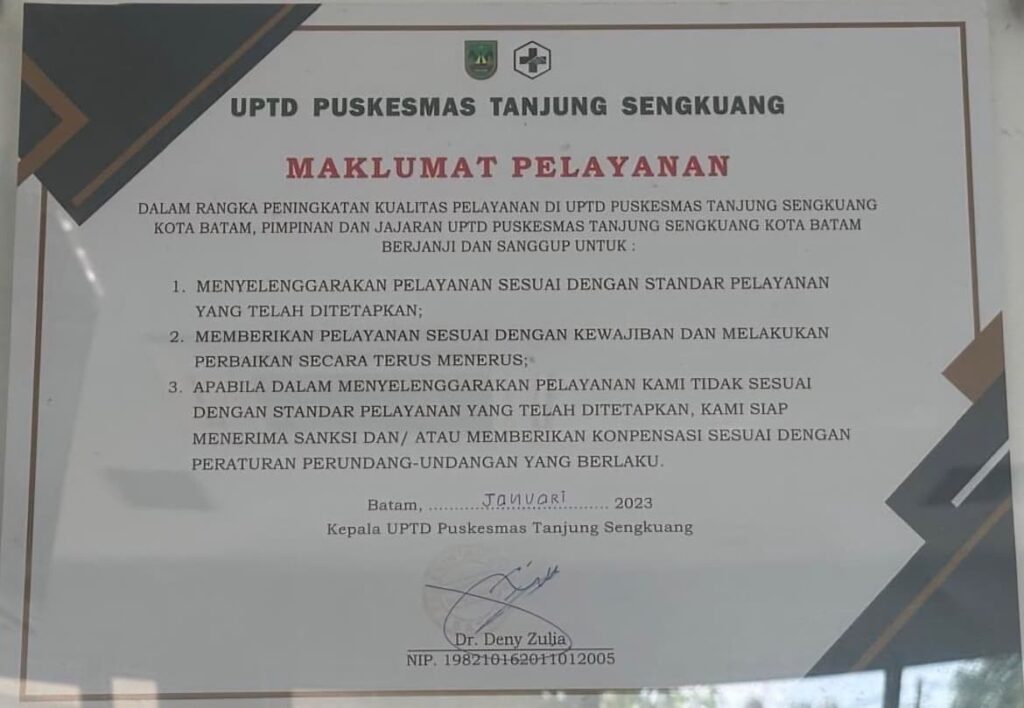 UPTD PUSKESMAS TANJUNG SENGKUANG
MAKLUMAT PELAYANAN
DALAM RANGKA PENINGKATAN KUALITAS PELAYANAN DI UPTD PUSKESMAS TANJUNG SENGKUANG
KOTA BATAM, PIMPINAN DAN JAJARAN UPTD PUSKESMAS TANJUNG SENGKUANG KOTA BATAM
BERJANJI DAN SANGGUP UNTUK :
1. MENYELENGGARAKAN PELAYANAN SESUAI DENGAN STANDAR PELAYANAN
YANG TELAH DITETAPKAN;
2. MEMBERIKAN PELAYANAN SESUAI DENGAN KEWAJIBAN DAN MELAKUKAN
PERBAIKAN SECARA TERUS MENERUS;
3. APABILA DALAM MENYELENGGARAKAN PELAYANAN KAMI TIDAK SESUAI
DENGAN STANDAR PELAYANAN YANG TELAH DITETAPKAN, KAMI SIAP
MENERIMA SANKSI DAN/ ATAU MEMBERIKAN KONPENSASI SESUAI DENGAN
PERATURAN PERUNDANG-UNDANGAN YANG BERLAKU.
Batam, ........JANUARI........ 2023
Kepala UPTD Puskesmas Tanjung Sengkuang
Dr. Deny Zulia
NIP. 198210162011012005